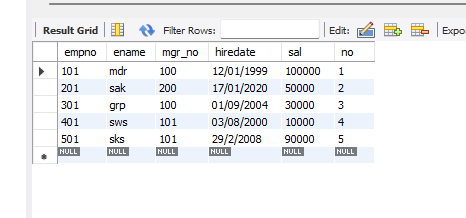 Result Grid Filter Rows: Edit: Expo
empno ename mgr_no hiredate sal no
101 mdr 100 12/01/1999 100000 1
201 sak 200 17/01/2020 50000 2
301 grp 100 01/09/2004 30000 3
401 sws 101 03/08/2000 10000 4
501 sks 101 29/2/2008 90000 5
NULL NULL NULL NULL NULL NULL